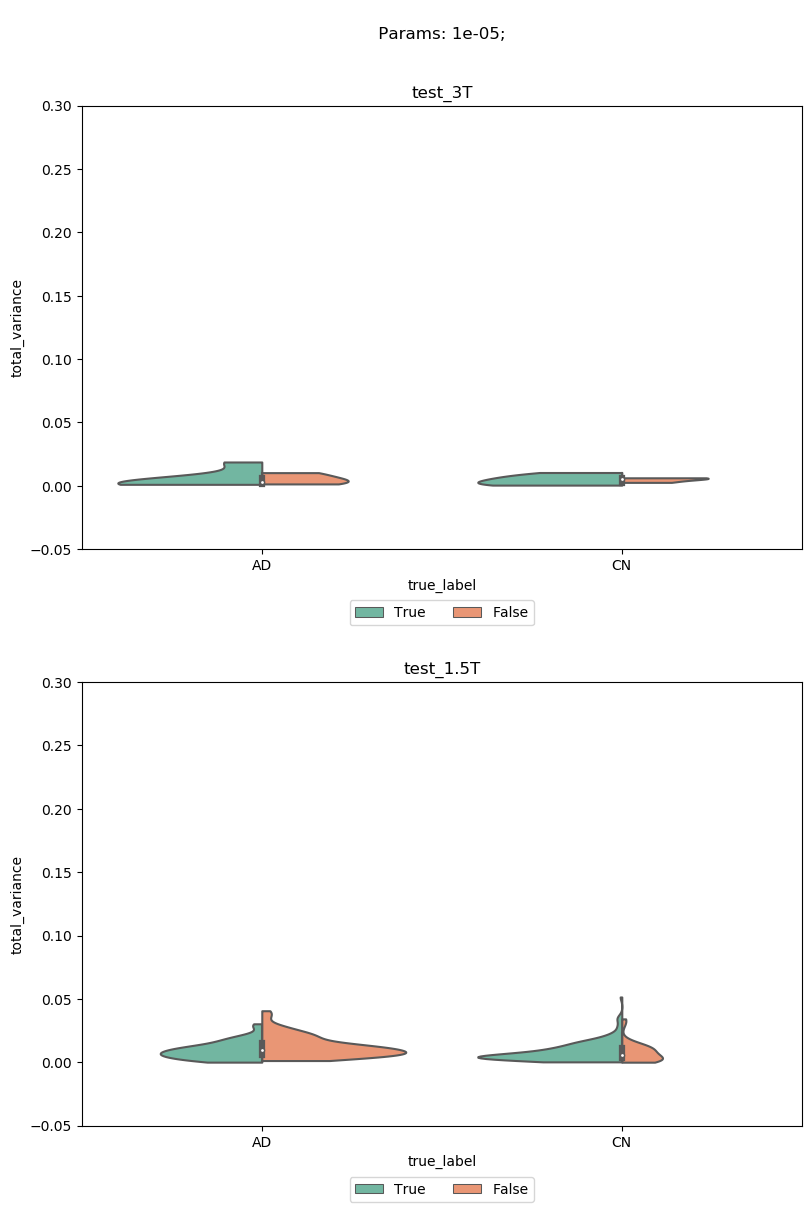 Params: 1e-05;
test_3T
0.30
0.25
0.20
0.15
0.10
0.05
0.00
−0.05
total_variance
AD CN
true_label
True False
test_1.5T
0.30
0.25
0.20
0.15
0.10
0.05
0.00
−0.05
total_variance
AD CN
true_label
True False